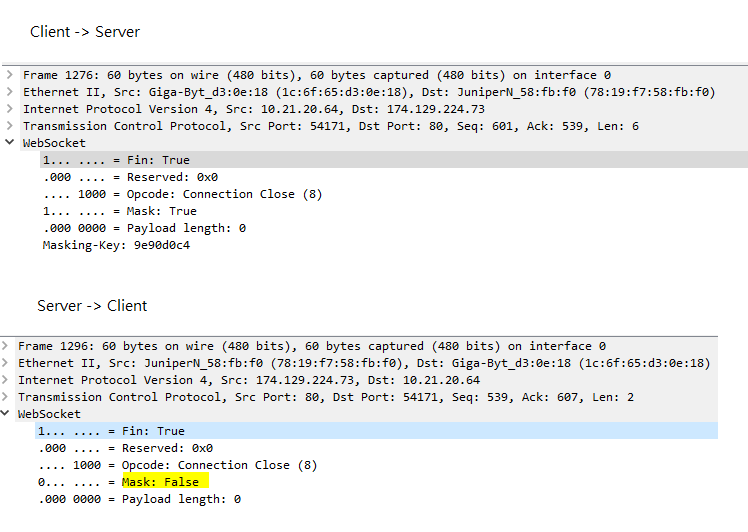 Client -> Server
Frame 1276: 60 bytes on wire (480 bits), 60 bytes captured (480 bits) on interface 0
Ethernet II, Src: Giga-Byt_d3:0e:18 (1c:6f:65:d3:0e:18), Dst: JuniperN_58:fb:f0 (78:19:f7:58:fb:f0)
Internet Protocol Version 4, Src: 10.21.20.64, Dst: 174.129.224.73
Transmission Control Protocol, Src Port: 54171, Dst Port: 80, Seq: 601, Ack: 539, Len: 6
WebSocket
1... .... = Fin: True
.000 .... = Reserved: 0x0
.... 1000 = Opcode: Connection Close (8)
1... .... = Mask: True
.000 0000 = Payload length: 0
Masking-Key: 9e90d0c4
Server -> Client
Frame 1296: 60 bytes on wire (480 bits), 60 bytes captured (480 bits) on interface 0
Ethernet II, Src: JuniperN_58:fb:f0 (78:19:f7:58:fb:f0), Dst: Giga-Byt_d3:0e:18 (1c:6f:65:d3:0e:18)
Internet Protocol Version 4, Src: 174.129.224.73, Dst: 10.21.20.64
Transmission Control Protocol, Src Port: 80, Dst Port: 54171, Seq: 539, Ack: 607, Len: 2
WebSocket
1... .... = Fin: True
.000 .... = Reserved: 0x0
.... 1000 = Opcode: Connection Close (8)
0... .... = Mask: False
.000 0000 = Payload length: 0